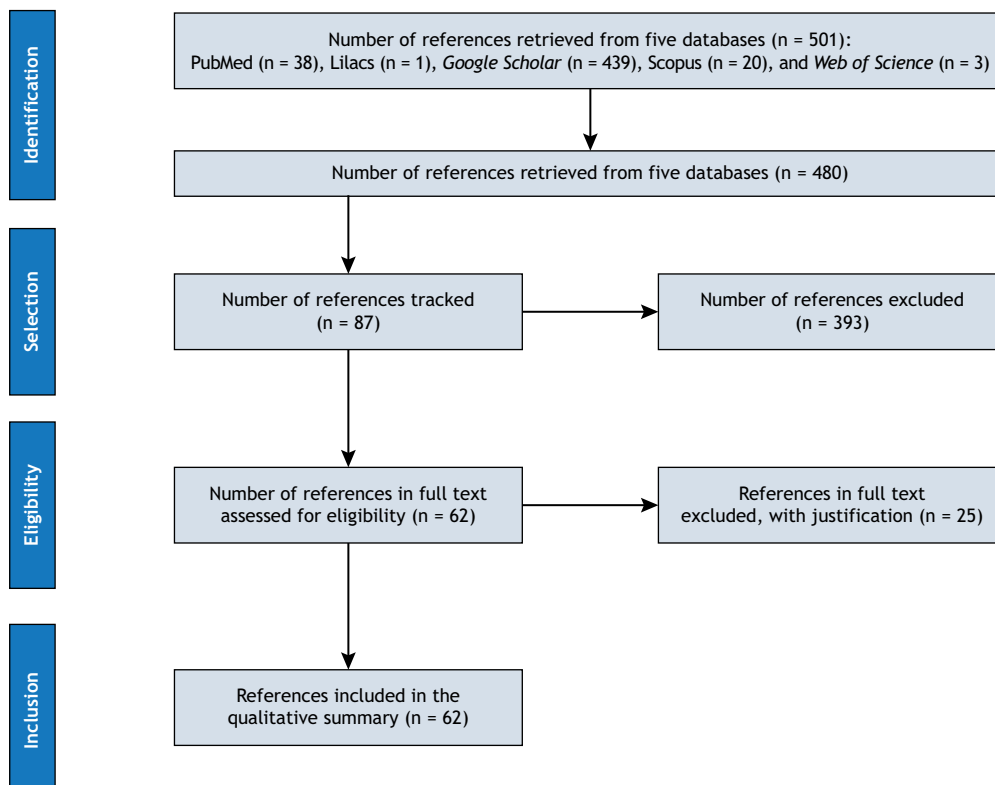 Identification
Number of references retrieved from five databases (n = 501):
PubMed (n = 38), Lilacs (n = 1), Google Scholar (n = 439), Scopus (n = 20), and Web of Science (n = 3)
Number of references retrieved from five databases (n = 480)
Selection
Number of references tracked
(n = 87)
Number of references excluded
(n = 393)
Eligibility
Number of references in full text
assessed for eligibility (n = 62)
References in full text
excluded, with justification (n = 25)
Inclusion
References included in the
qualitative summary (n = 62)